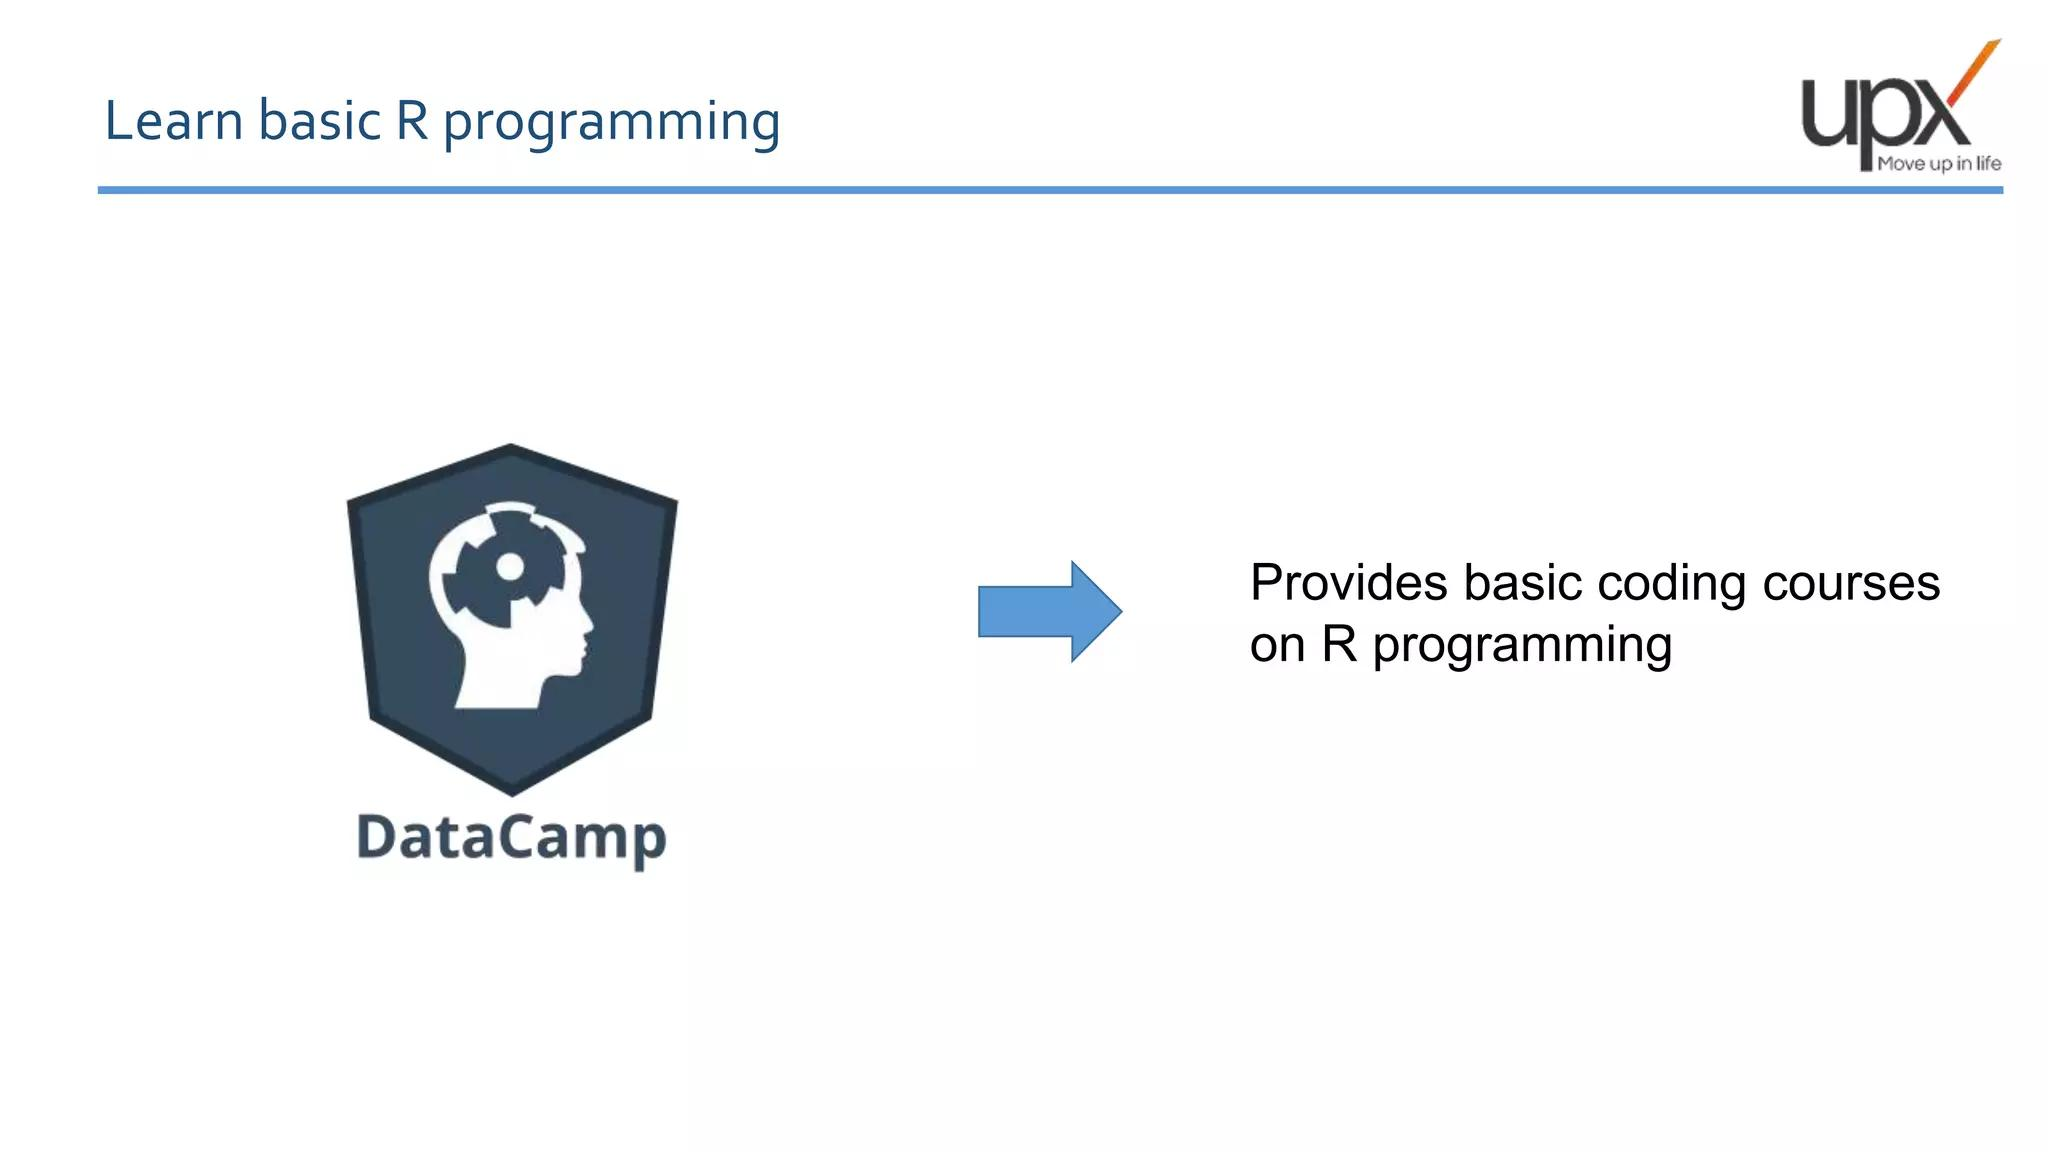 Learn basic R programming
upx
Move up in life
DataCamp
Provides basic coding courses
on R programming